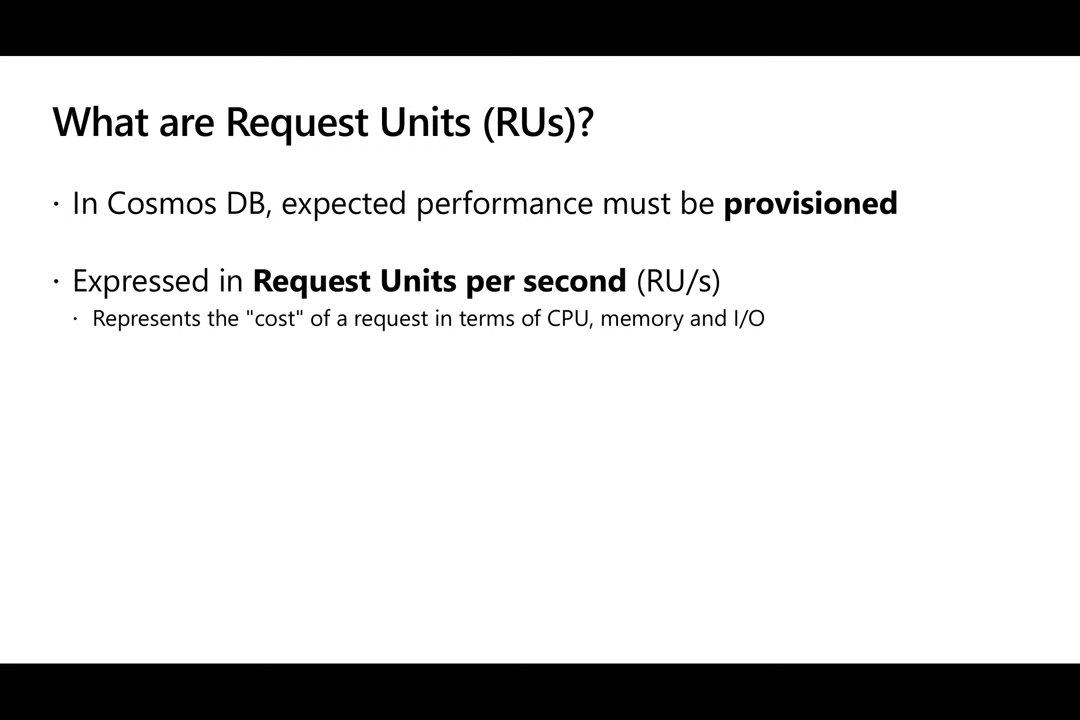 What are Request Units (RUs)?
· In Cosmos DB, expected performance must be provisioned
· Expressed in Request Units per second (RU/s)
· Represents the "cost" of a request in terms of CPU, memory and I/O